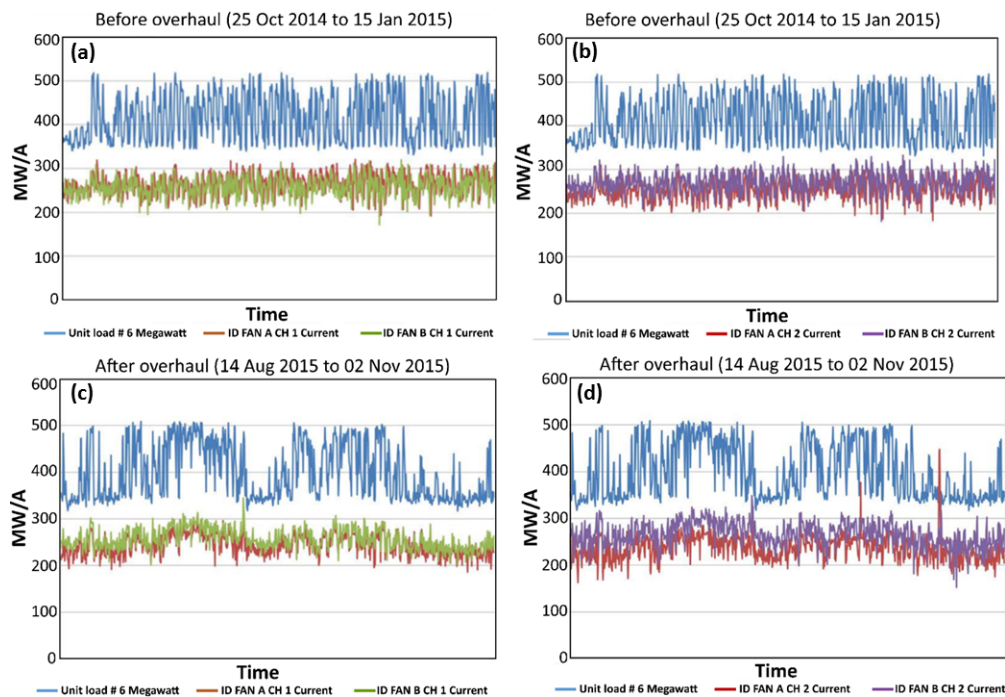 Before overhaul (25 Oct 2014 to 15 Jan 2015)
(a)
600
500
400
300
200
100
0
MW/A
Time
Unit load # 6 Megawatt ID FAN A CH 1 Current ID FAN B CH 1 Current
Before overhaul (25 Oct 2014 to 15 Jan 2015)
(b)
600
500
400
300
200
100
0
MW/A
Time
Unit load # 6 Megawatt ID FAN A CH 2 Current ID FAN B CH 2 Current
After overhaul (14 Aug 2015 to 02 Nov 2015)
(c)
600
500
400
300
200
100
0
MW/A
Time
Unit load # 6 Megawatt ID FAN A CH 1 Current ID FAN B CH 1 Current
After overhaul (14 Aug 2015 to 02 Nov 2015)
(d)
600
500
400
300
200
100
0
MW/A
Time
Unit load # 6 Megawatt ID FAN A CH 2 Current ID FAN B CH 2 Current